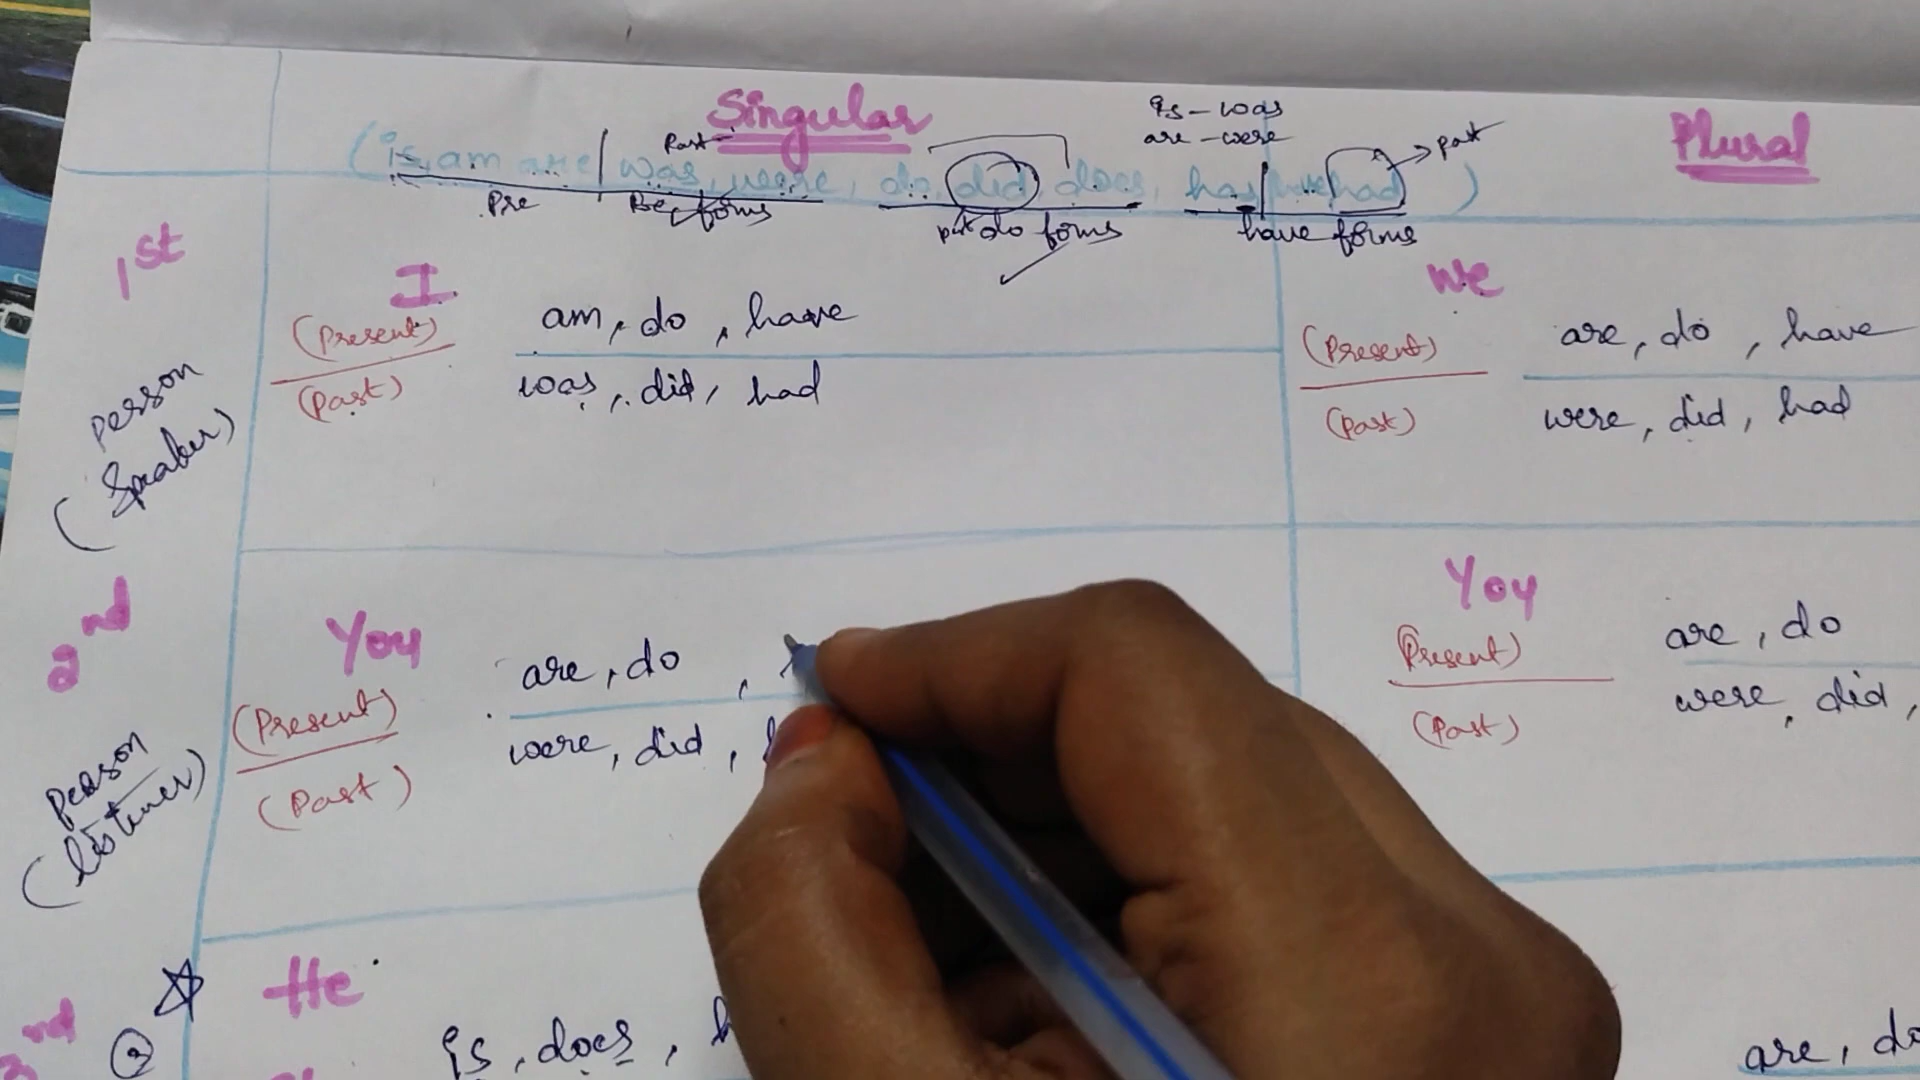 Singular
is - was
are - were
Plural
Past
past
(is, am are | was, were, do, did does, has have had)
Pre
Be forms
past do forms
have forms
1st
person
(Speaker)
I
(Present)
(Past)
am, do, have
was, did, had
We
(Present)
(Past)
are, do, have
were, did, had
2nd
person
(listener)
You
(Present)
(Past)
are, do,
were, did,
You
(Present)
(Past)
are, do
were, did,
He
is, does,
are, do